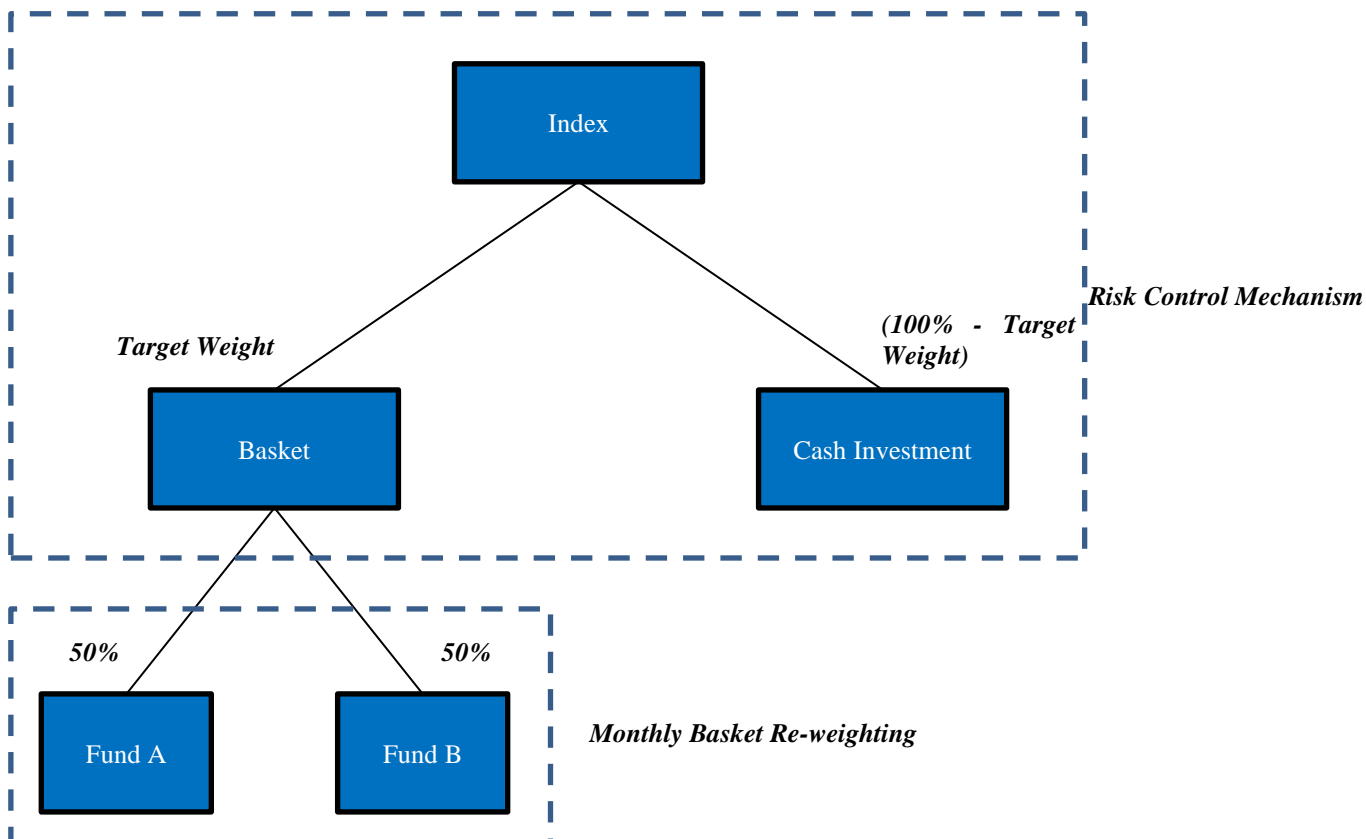 Index
Risk Control Mechanism
(100% - Target
Weight)
Target Weight
Basket
Cash Investment
50%
50%
Monthly Basket Re-weighting
Fund A
Fund B